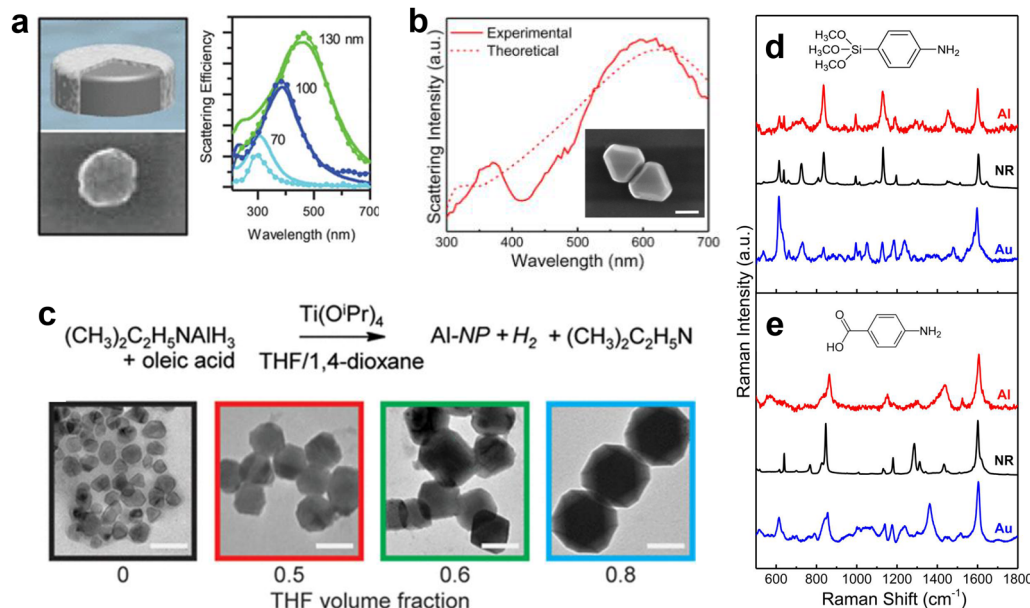 a
Scattering Efficiency
130 nm
100
70
300
500
700
Wavelength (nm)
b
Scattering Intensity (a.u.)
Experimental
Theoretical
300
400
500
600
700
Wavelength (nm)
c
(CH₃)₂C₂H₅NAlH₃
+ oleic acid
Ti(OⁱPr)₄
THF/1,4-dioxane
Al-NP + H₂ + (CH₃)₂C₂H₅N
0
0.5
0.6
0.8
THF volume fraction
Raman Intensity (a.u.)
d
H₃CO
H₃CO
H₃CO
Si
NH₂
Al
NR
Au
e
O
HO
NH₂
Al
NR
Au
600 800 1000 1200 1400 1600 1800
Raman Shift (cm⁻¹)